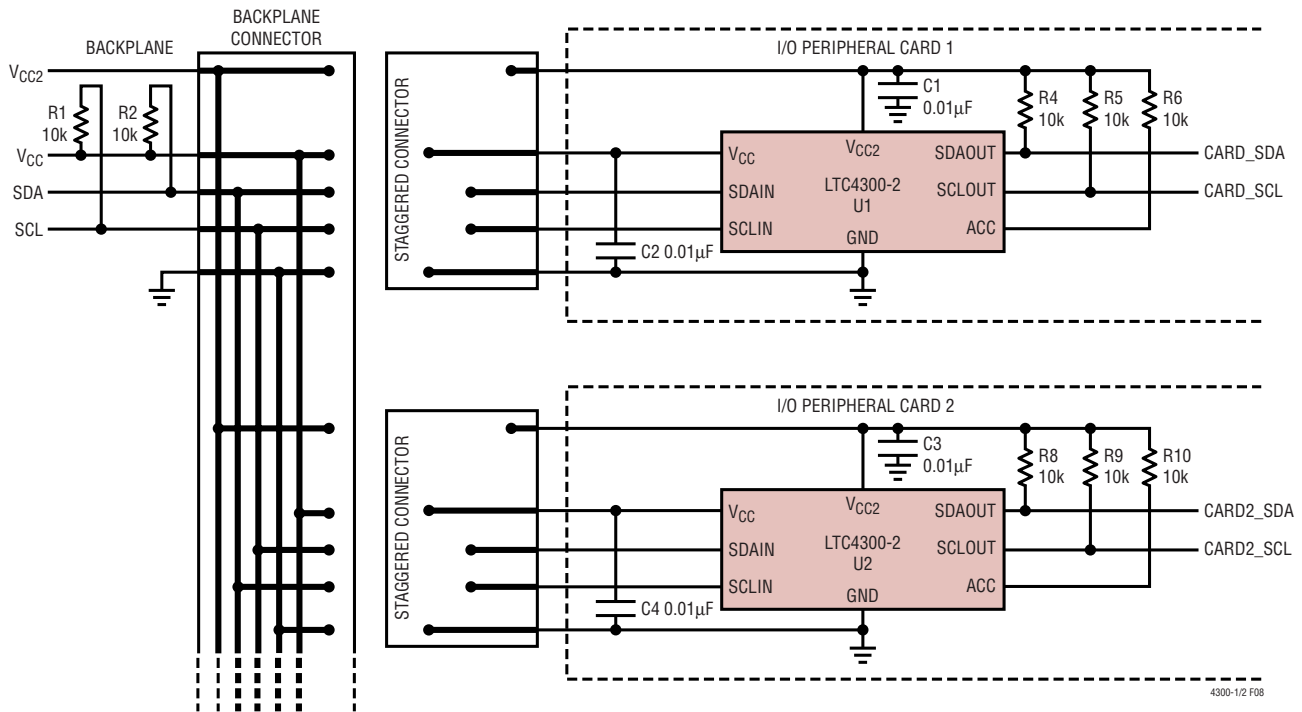 BACKPLANE
BACKPLANE
CONNECTOR
VCC2
R1
10k
R2
10k
VCC
SDA
SCL
STAGGERED CONNECTOR
I/O PERIPHERAL CARD 1
C1
0.01μF
R4
10k
R5
10k
R6
10k
VCC
VCC2
SDAOUT
CARD_SDA
SDAIN
LTC4300-2
U1
SCLOUT
CARD_SCL
SCLIN
GND
ACC
C2 0.01μF
STAGGERED CONNECTOR
I/O PERIPHERAL CARD 2
C3
0.01μF
R8
10k
R9
10k
R10
10k
VCC
VCC2
SDAOUT
CARD2_SDA
SDAIN
LTC4300-2
U2
SCLOUT
CARD2_SCL
SCLIN
GND
ACC
C4 0.01μF
4300-1/2 F08